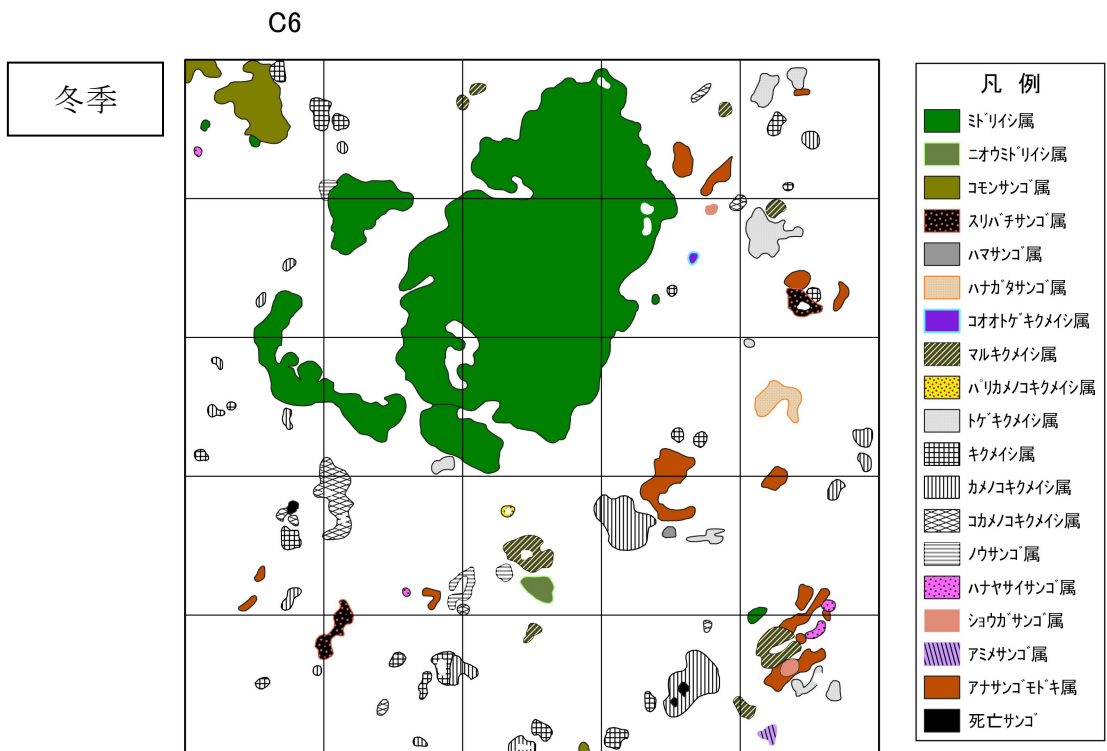 C6
冬季
凡 例
ﾐﾄﾞﾘｲｼ属
ﾆｵｳﾐﾄﾞﾘｲｼ属
ｺﾓﾝｻﾝｺﾞ属
ｽﾘﾊﾞﾁｻﾝｺﾞ属
ﾊﾏｻﾝｺﾞ属
ﾊﾅｶﾞﾀｻﾝｺﾞ属
ｺｵｵﾄｹﾞｷｸﾒｲｼ属
ﾏﾙｷｸﾒｲｼ属
ﾊﾟﾘｶﾒﾉｺｷｸﾒｲｼ属
ﾄｹﾞｷｸﾒｲｼ属
ｷｸﾒｲｼ属
ｶﾒﾉｺｷｸﾒｲｼ属
ｺｶﾒﾉｺｷｸﾒｲｼ属
ﾉｳｻﾝｺﾞ属
ﾊﾅﾔｻｲｻﾝｺﾞ属
ｼｮｳｶﾞｻﾝｺﾞ属
ｱﾐﾒｻﾝｺﾞ属
ｱﾅｻﾝｺﾞﾓﾄﾞｷ属
死亡ｻﾝｺﾞ